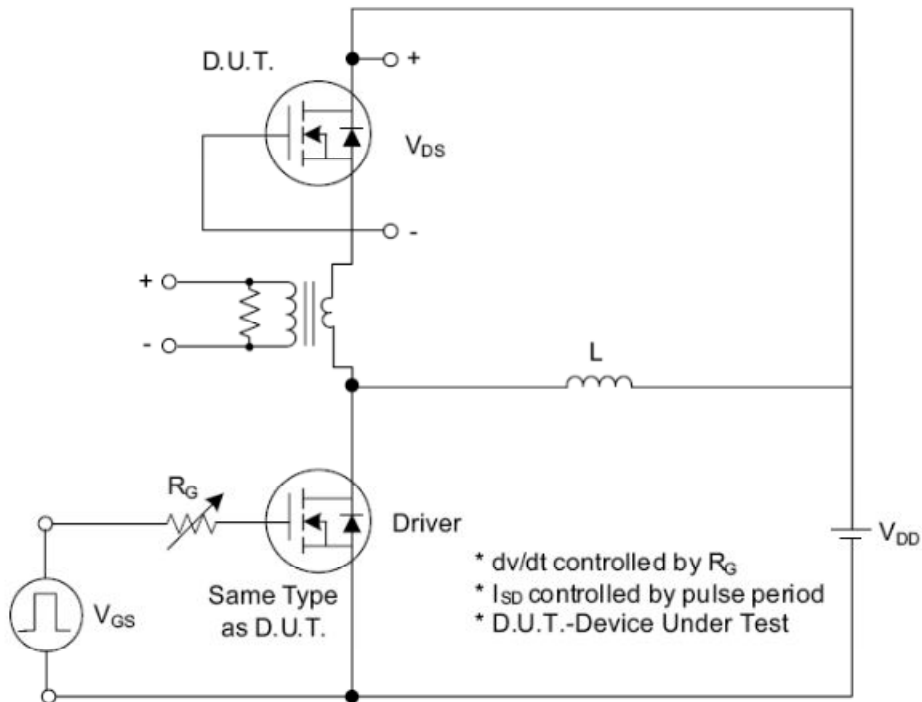 D.U.T.
+
VDS
-
+
-
L
RG
Driver
VDD
VGS
Same Type
as D.U.T.
* dv/dt controlled by RG
* ISD controlled by pulse period
* D.U.T.-Device Under Test